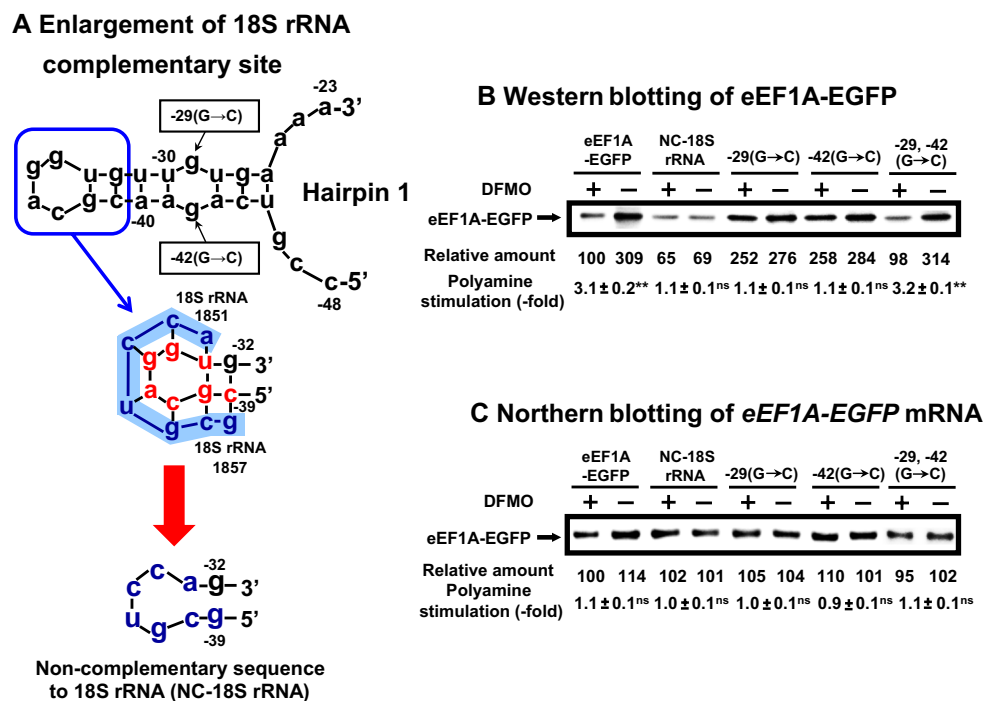 A Enlargement of 18S rRNA
complementary site
-23
a-3’
a
a
a
-29(G→C)
-30
g g u g u u g u g a
Hairpin 1
a c g c a a g a c u
-40
-42(G→C)
g
c
c-5’
-48
18S rRNA
1851
c c a
-32
g g u g-3’
u a c g c-5’
-39
g c-g
18S rRNA
1857
-32
c c a g-3’
u g c g-5’
-39
Non-complementary sequence
to 18S rRNA (NC-18S rRNA)
B Western blotting of eEF1A-EGFP
eEF1A
-EGFP
NC-18S
rRNA
-29(G→C)
-42(G→C)
-29, -42
(G→C)
DFMO + − + − + − + − + −
eEF1A-EGFP
Relative amount 100 309 65 69 252 276 258 284 98 314
Polyamine
stimulation (-fold) 3.1 ± 0.2** 1.1 ± 0.1ns 1.1 ± 0.1ns 1.1 ± 0.1ns 3.2 ± 0.1**
C Northern blotting of eEF1A-EGFP mRNA
eEF1A
-EGFP
NC-18S
rRNA
-29(G→C)
-42(G→C)
-29, -42
(G→C)
DFMO + − + − + − + − + −
eEF1A-EGFP
Relative amount 100 114 102 101 105 104 110 101 95 102
Polyamine
stimulation (-fold) 1.1 ± 0.1ns 1.0 ± 0.1ns 1.0 ± 0.1ns 0.9 ± 0.1ns 1.1 ± 0.1ns